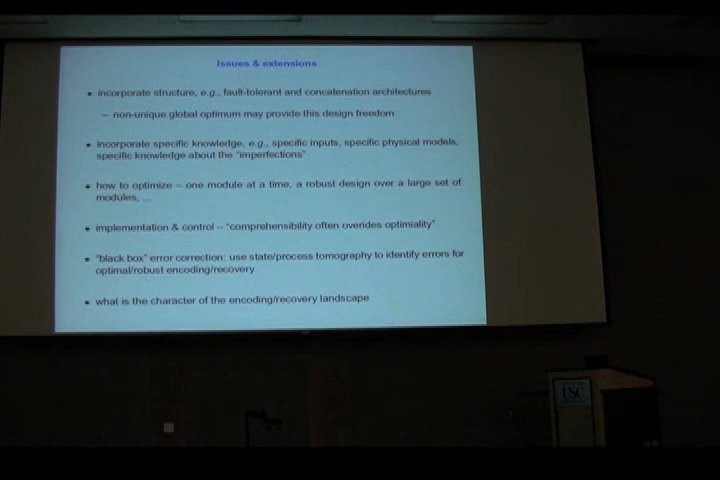 Issues & extensions
• incorporate structure, e.g., fault-tolerant and concatenation architectures
– non-unique global optimum may provide this design freedom
• incorporate specific knowledge, e.g., specific inputs, specific physical models,
specific knowledge about the "imperfections"
• how to optimize – one module at a time, a robust design over a large set of
modules, ...
• implementation & control – "comprehensibility often overides optimiality"
• "black box" error correction: use state/process tomography to identify errors for
optimal/robust encoding/recovery
• what is the character of the encoding/recovery landscape
USC